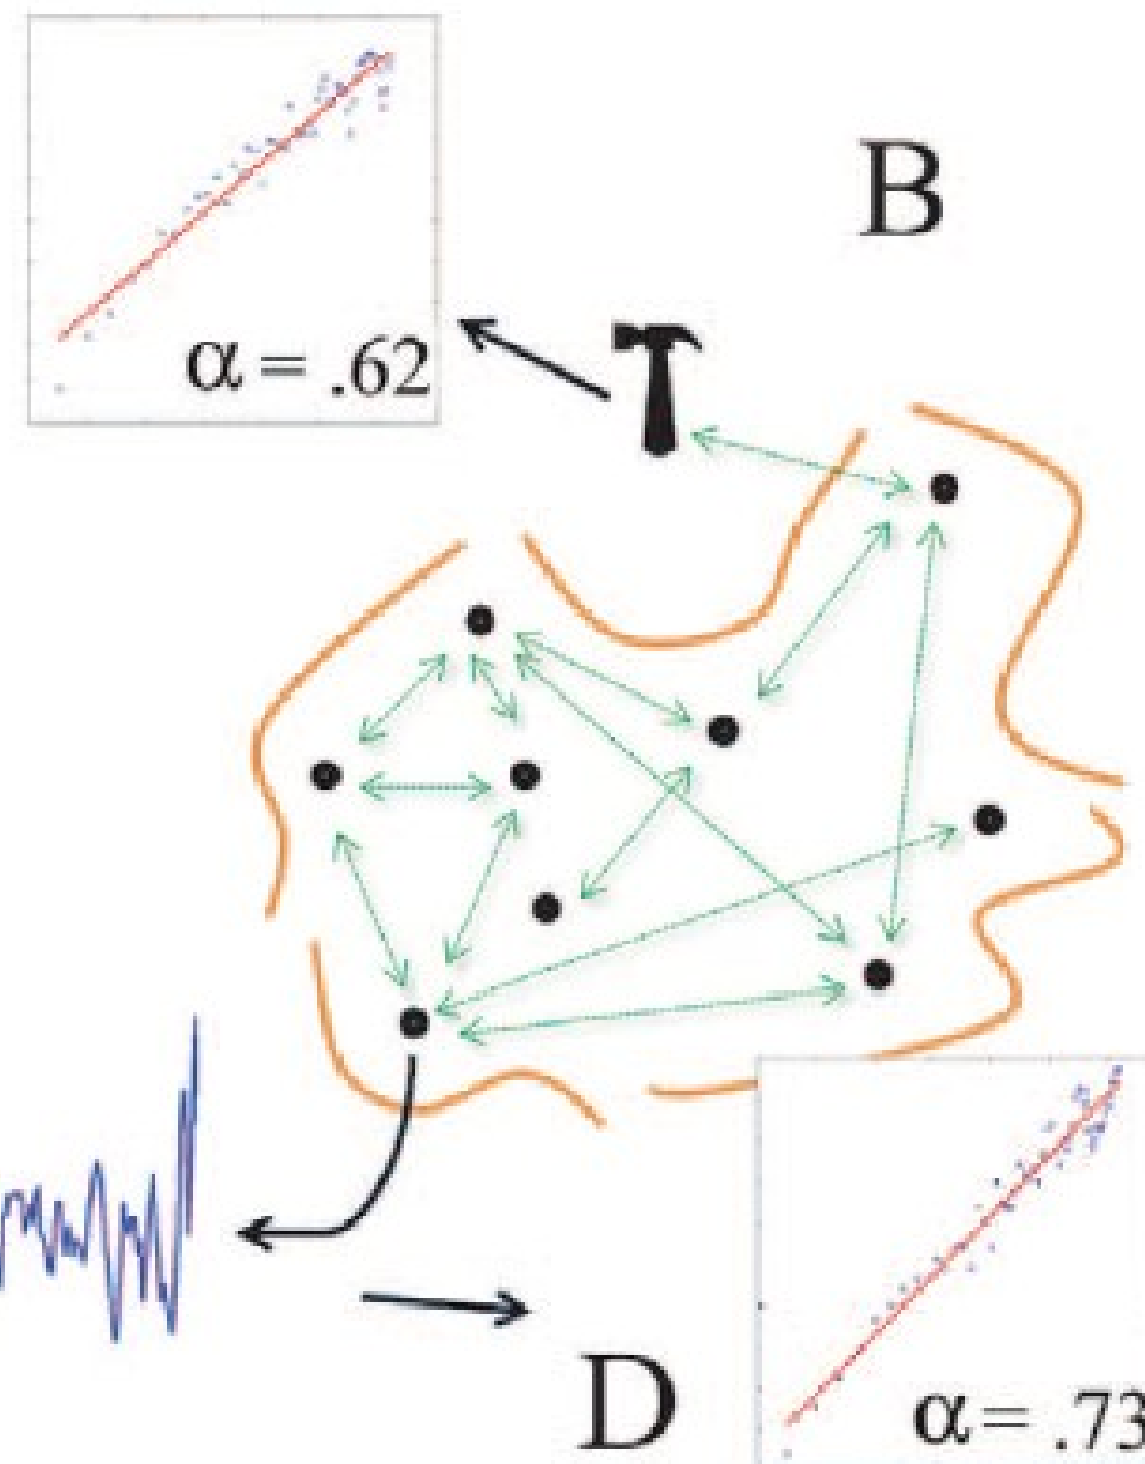 B
α = .62
D
α = .73